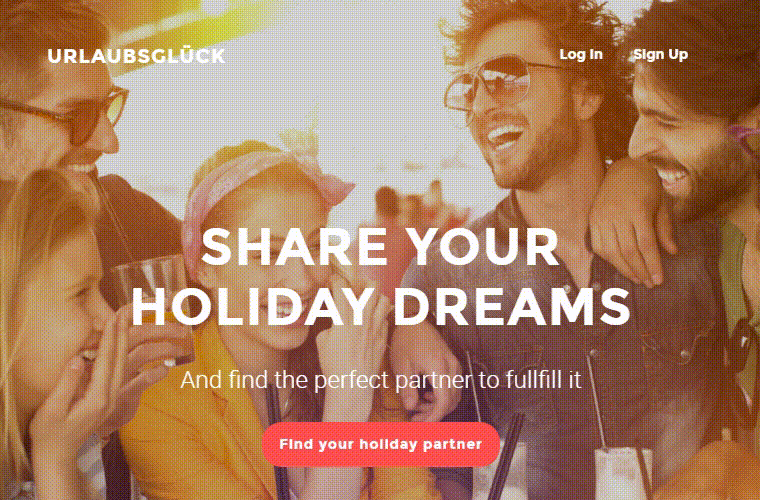 URLAUBSGLÜCK
Log In
Sign Up
SHARE YOUR
HOLIDAY DREAMS
And find the perfect partner to fullfill it
Find your holiday partner